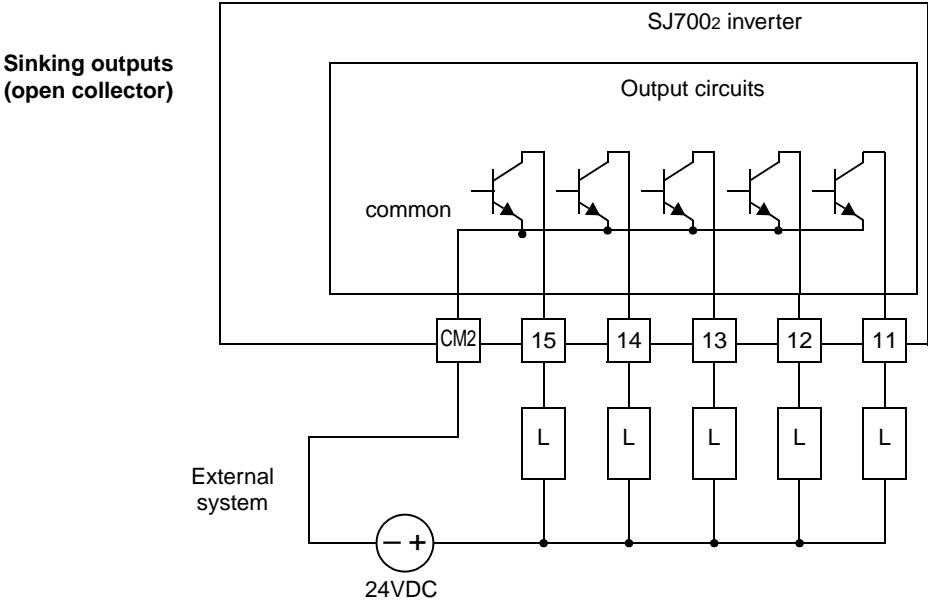 SJ7002 inverter
Sinking outputs
(open collector)
Output circuits
common
CM2 15 14 13 12 11
L L L L L
External
system
– +
24VDC